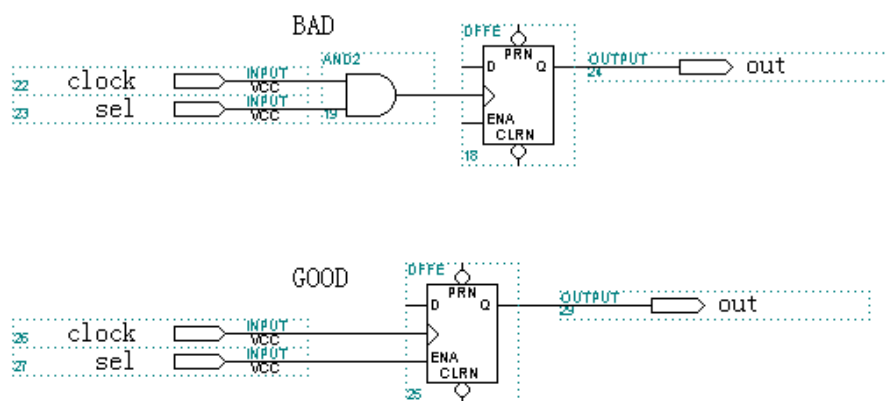 BAD
DFFE
PRN
D Q
OUTPUT
24 out
AND2
INPUT
22 clock VCC
INPUT
23 sel VCC
19
ENA
CLRN
18
GOOD
DFFE
PRN
D Q
OUTPUT
29 out
INPUT
26 clock VCC
INPUT
27 sel VCC
ENA
CLRN
25